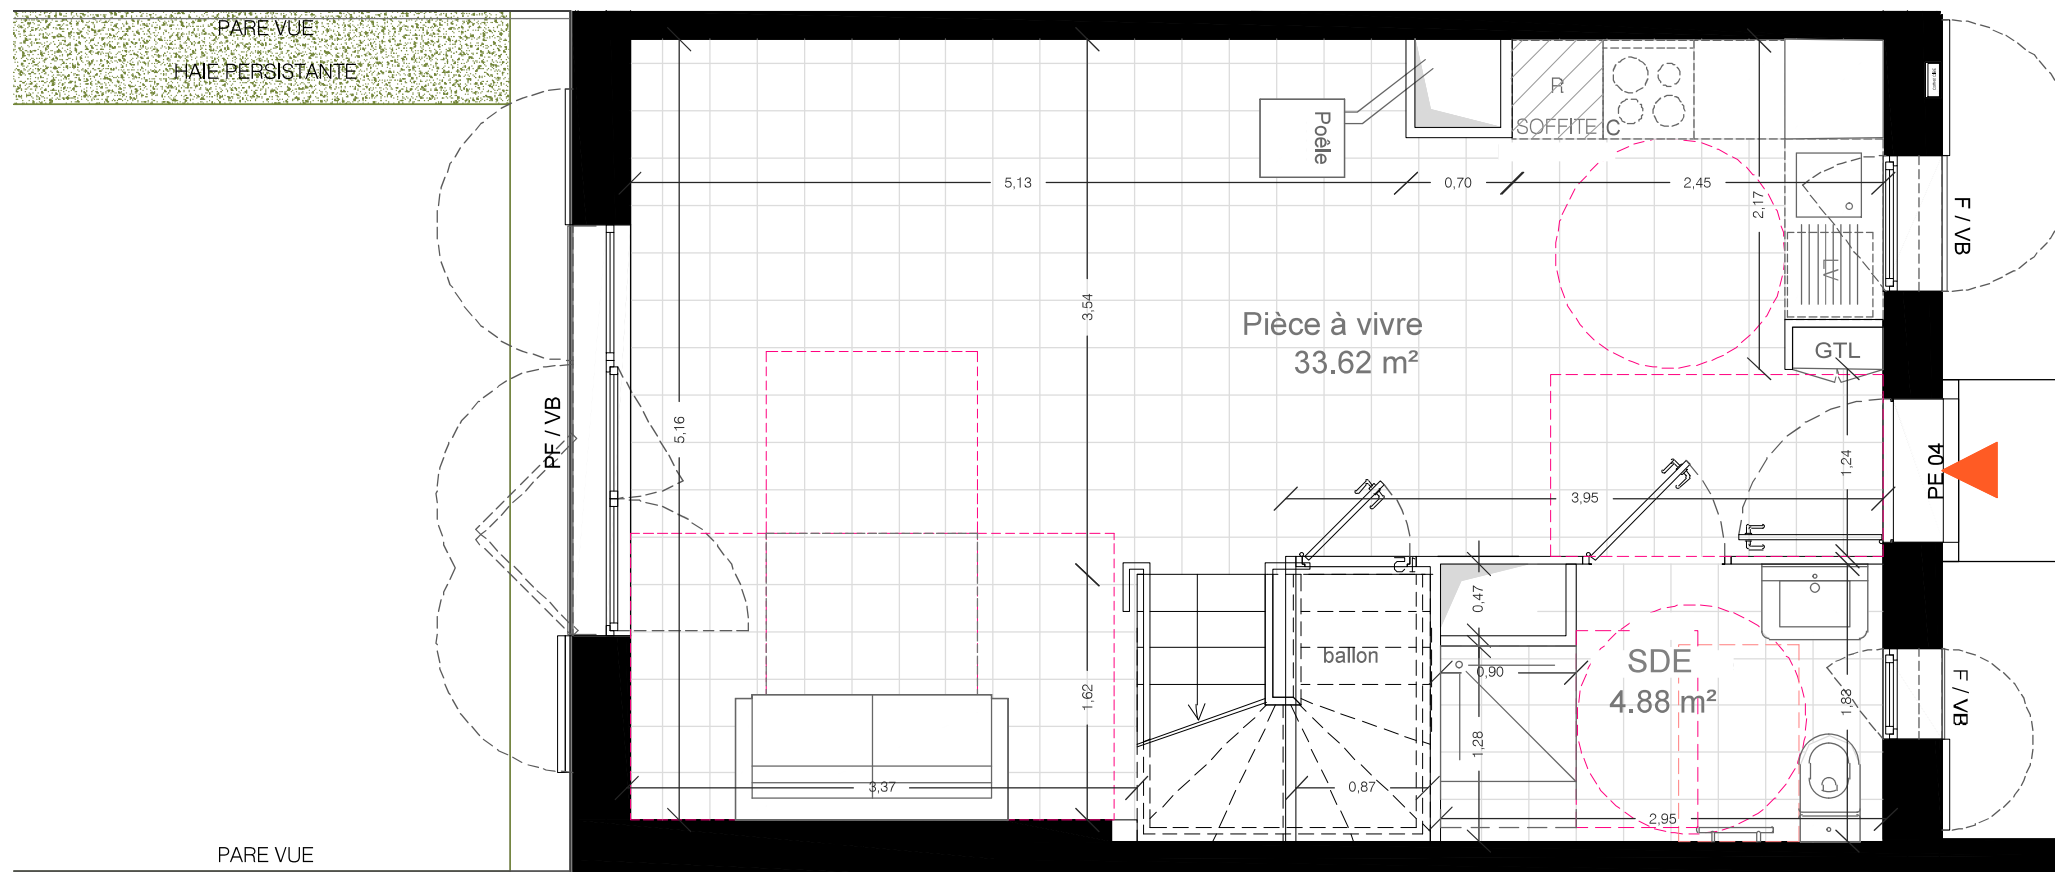 PARE VUE
HAIE PERSISTANTE
R
SOFFITE C
Poêle
5,13
0,70
2,45
2,17
F / VB
LV
3,54
Pièce à vivre
33.62 m²
GTL
PF / VB
5,16
1,24
PE 04
3,95
0,47
ballon
0,90
SDE
4.88 m²
1,62
1,83
F / VB
1,28
3,37
0,87
2,95
PARE VUE